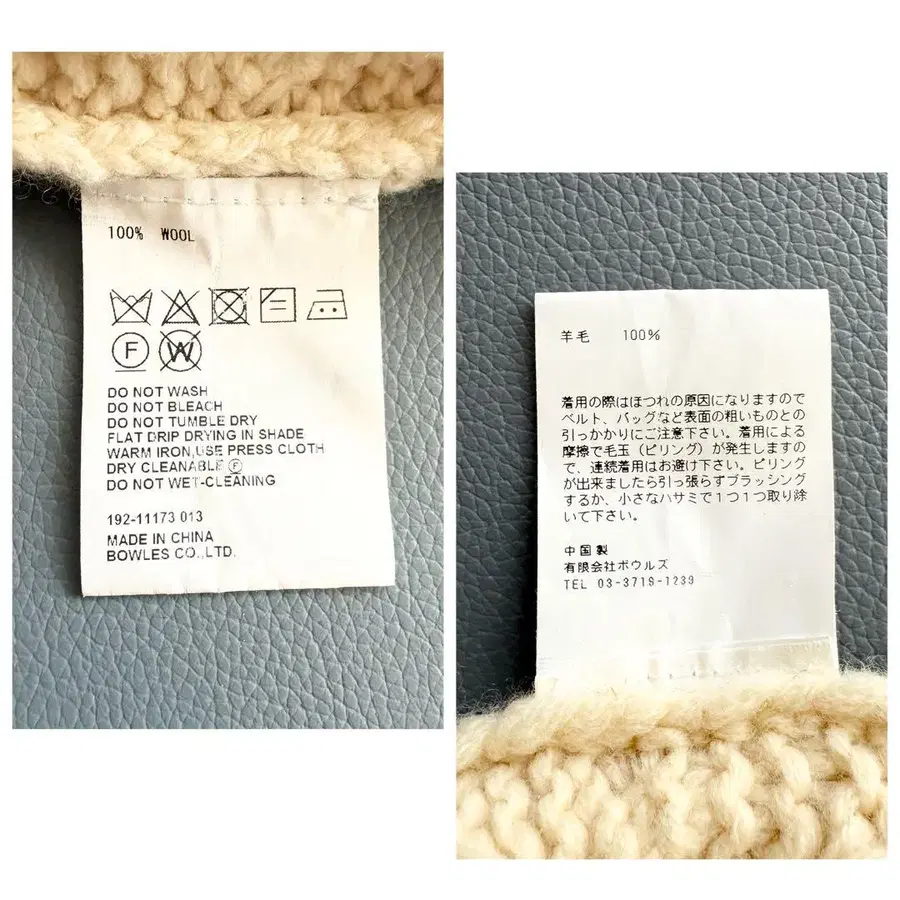 100% WOOL
F W
DO NOT WASH
DO NOT BLEACH
DO NOT TUMBLE DRY
FLAT DRIP DRYING IN SHADE
WARM IRON,USE PRESS CLOTH
DRY CLEANABLE Ⓕ
DO NOT WET-CLEANING
192-11173 013
MADE IN CHINA
BOWLES CO.,LTD.
羊毛 100%
着用の際はほつれの原因になりますので
ベルト、バッグなど表面の粗いものとの
引っかかりにご注意下さい。着用による
摩擦で毛玉(ピリング)が発生しますの
で、連続着用はお避け下さい。ピリング
が出来ましたら引っ張らずブラッシング
するか、小さなハサミで1つ1つ取り除
いて下さい。
中国製
有限会社ボウルズ
TEL 03-3719-1239